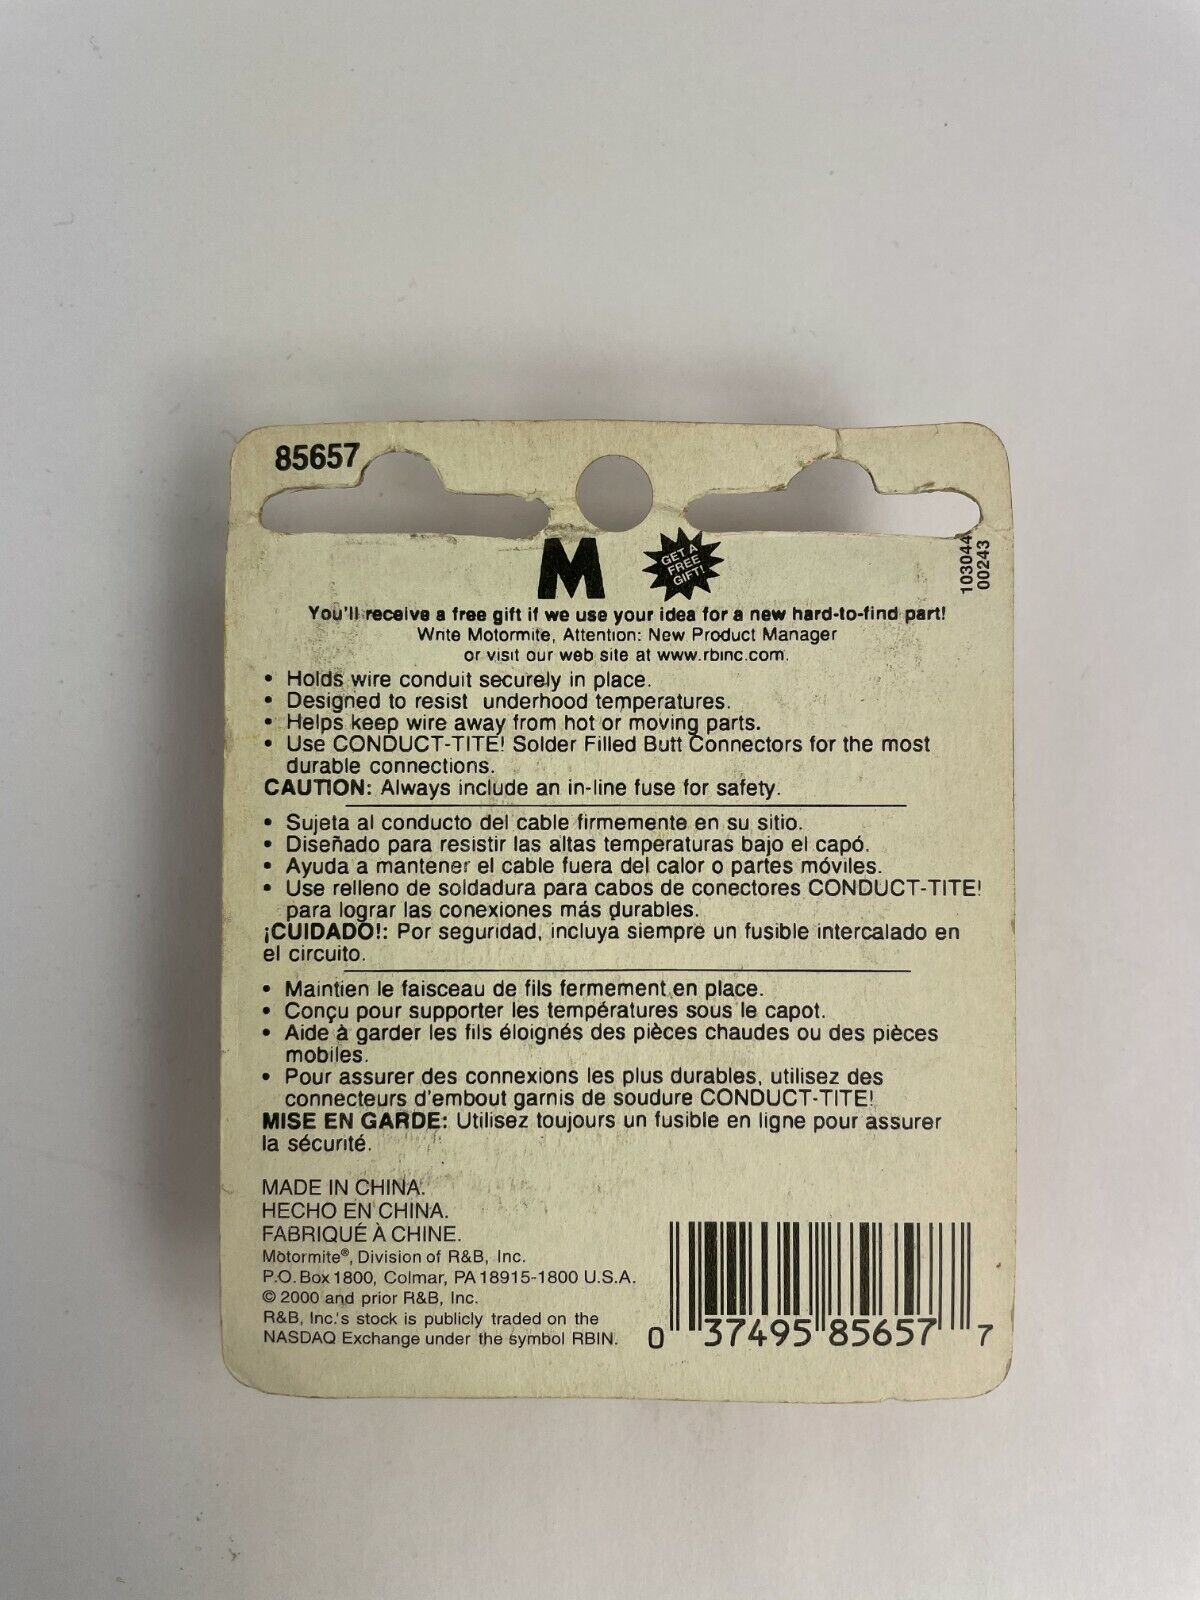 85657
M
GET A
FREE
GIFT!
103044
00243
You'll receive a free gift if we use your idea for a new hard-to-find part!
Write Motormite, Attention: New Product Manager
or visit our web site at www.rbinc.com.
• Holds wire conduit securely in place.
• Designed to resist underhood temperatures.
• Helps keep wire away from hot or moving parts.
• Use CONDUCT-TITE! Solder Filled Butt Connectors for the most
durable connections.
CAUTION: Always include an in-line fuse for safety.
• Sujeta al conducto del cable firmemente en su sitio.
• Diseñado para resistir las altas temperaturas bajo el capó.
• Ayuda a mantener el cable fuera del calor o partes móviles.
• Use relleno de soldadura para cabos de conectores CONDUCT-TITE!
para lograr las conexiones más durables.
¡CUIDADO!: Por seguridad, incluya siempre un fusible intercalado en
el circuito.
• Maintien le faisceau de fils fermement en place.
• Conçu pour supporter les températures sous le capot.
• Aide à garder les fils éloignés des pièces chaudes ou des pièces
mobiles.
• Pour assurer des connexions les plus durables, utilisez des
connecteurs d'embout garnis de soudure CONDUCT-TITE!
MISE EN GARDE: Utilisez toujours un fusible en ligne pour assurer
la sécurité.
MADE IN CHINA.
HECHO EN CHINA.
FABRIQUÉ À CHINE.
Motormite®, Division of R&B, Inc.
P.O. Box 1800, Colmar, PA 18915-1800 U.S.A.
© 2000 and prior R&B, Inc.
R&B, Inc.'s stock is publicly traded on the
NASDAQ Exchange under the symbol RBIN.
0 37495 85657 7